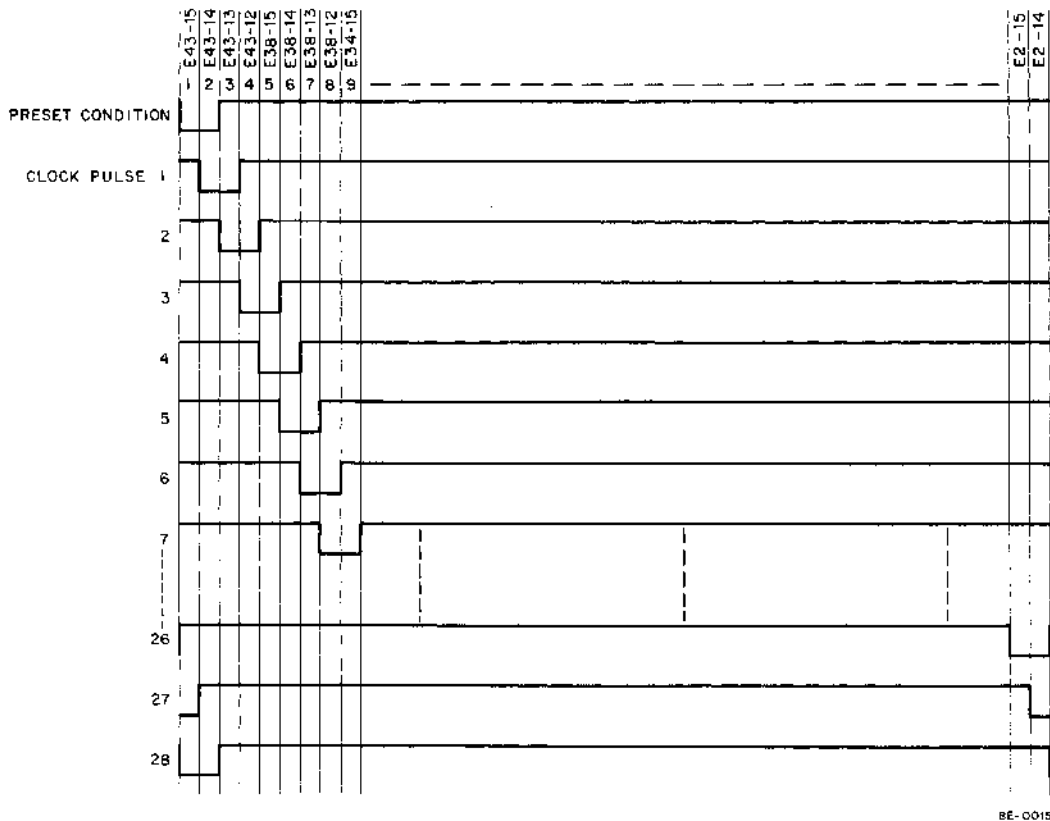 E43-15
E43-14
E43-13
E43-12
E38-15
E38-14
E38-13
E38-12
E34-15
E2-15
E2-14
1 2 3 4 5 6 7 8 9
PRESET CONDITION
CLOCK PULSE 1
2
3
4
5
6
7
26
27
28
BE-0015